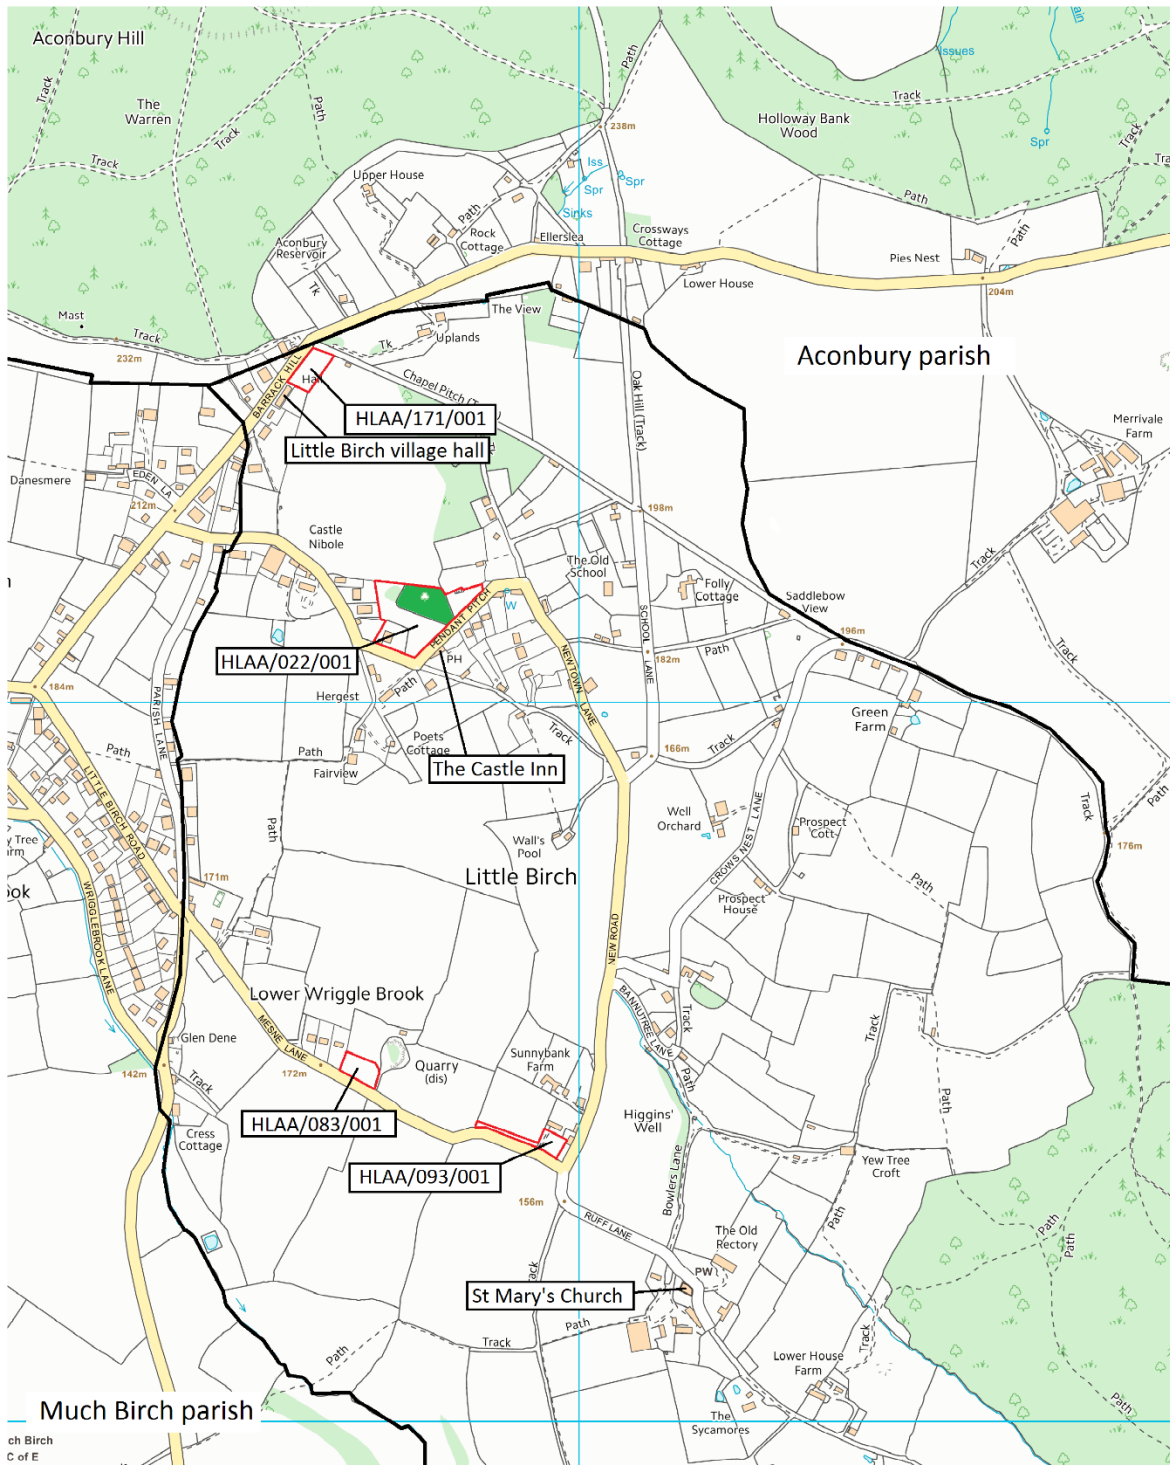 Aconbury Hill
Track
The
Warren
Path
Track
Track
Path
Issues
Track
Holloway Bank
Wood
Spr
Path
Path
238m
Iss
Spr
Spr
Sinks
Upper House
Path
Rock
Cottage
Ellerslea
Crossways
Cottage
Aconbury
Reservoir
Tk
Lower House
Pies Nest
204m
Mast
Track
232m
The View
Uplands
Tk
Aconbury parish
BARRACK HILL
Hall
Chapel Pitch
Oak Hill (Track)
HLAA/171/001
Little Birch village hall
Merrivale
Farm
Danesmere
EDEN LA
212m
198m
Castle
Nibole
The Old
School
Folly
Cottage
Saddlebow
View
Track
W
PENDANT PITCH
196m
SCHOOL LANE
182m
Path
Track
HLAA/022/001
PH
NEWTOWN LANE
184m
Hergest
Path
Green
Farm
PARISH LANE
Path
Path
Poets
Cottage
Track
166m
Track
Fairview
The Castle Inn
LITTLE BIRCH ROAD
Path
Well
Orchard
CROWS NEST LANE
Prospect
Cott
Track
Path
176m
Wall's
Pool
171m
Little Birch
Path
Prospect
House
WRIGGLEBROOK LANE
NEW ROAD
Lower Wriggle Brook
BANNUTREE LANE
Track
Track
Glen Dene
MESNE LANE
Sunnybank
Farm
Quarry
(dis)
142m
172m
Track
Path
Path
HLAA/083/001
Higgins'
Well
Cress
Cottage
HLAA/093/001
Bowlers Lane
Yew Tree
Croft
156m
RUFF LANE
The Old
Rectory
Path
Path
Path
PW
St Mary's Church
Path
Track
Path
Lower House
Farm
Track
Much Birch parish
The
Sycamores
Path
ch Birch
C of E